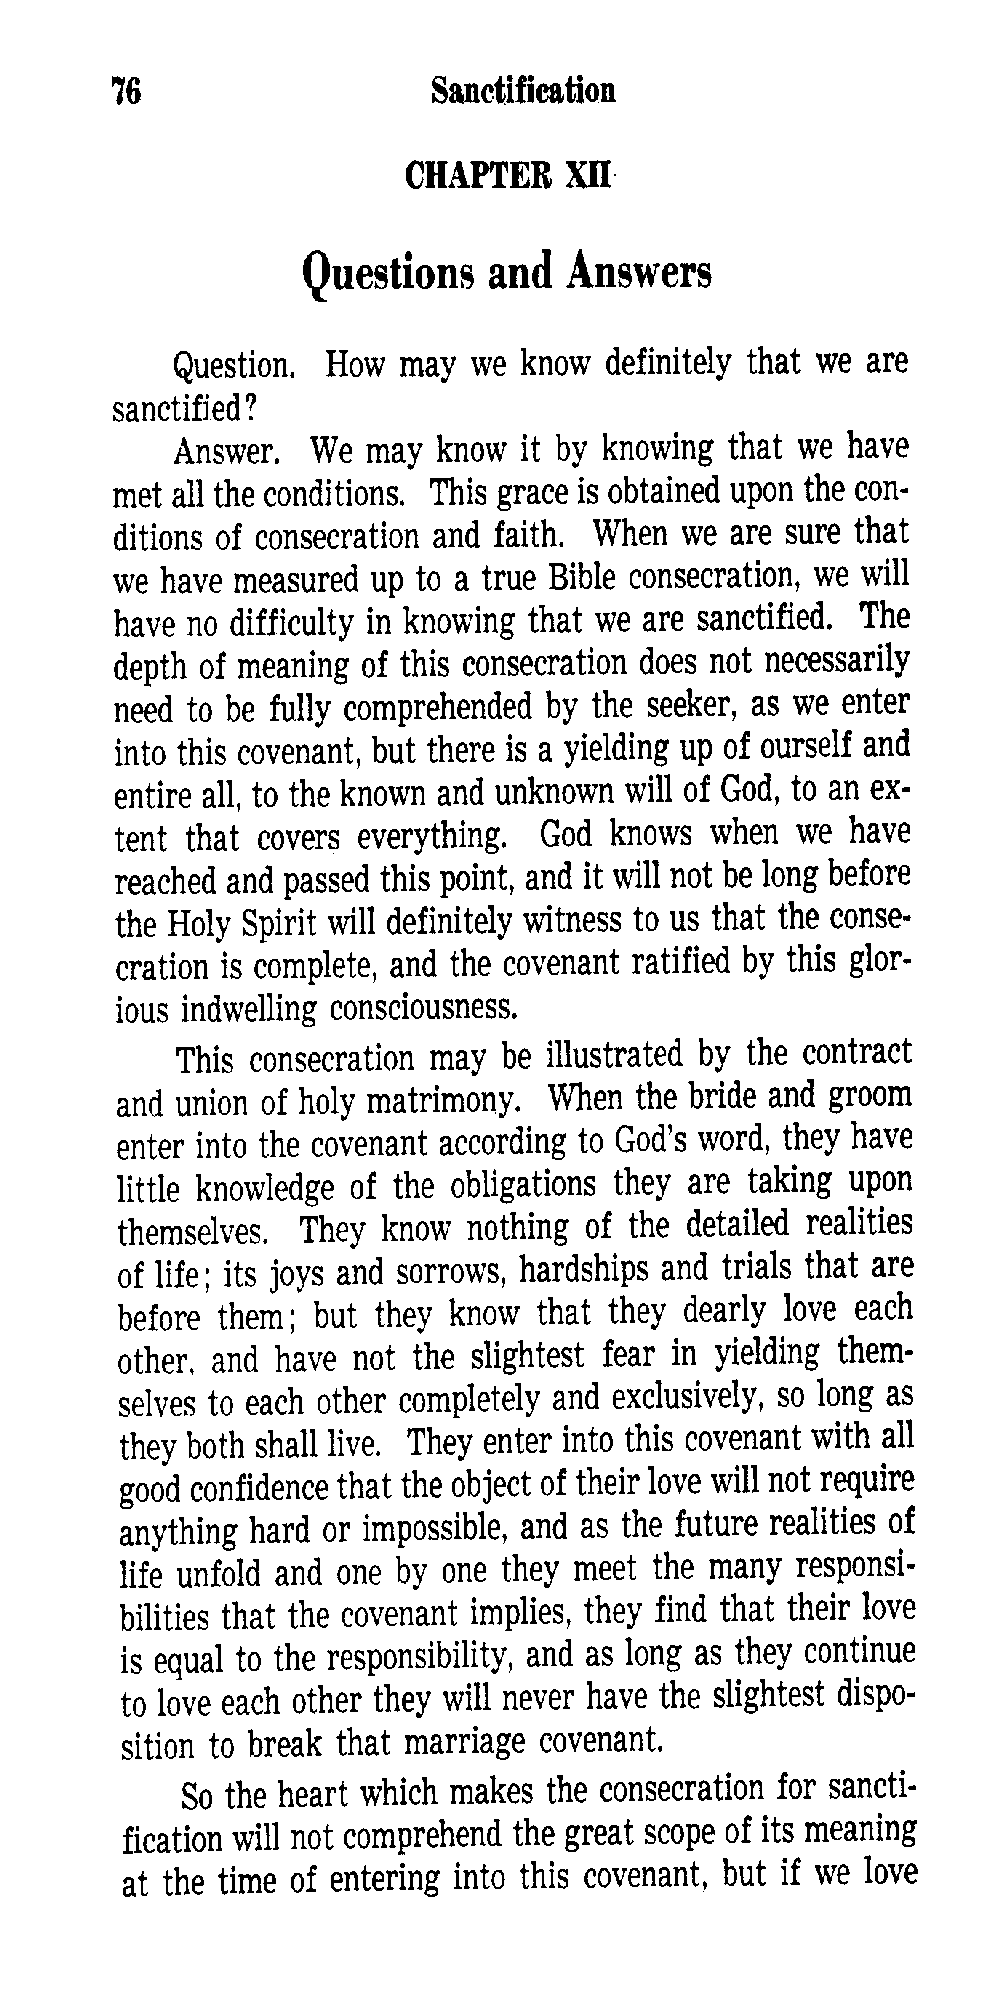 76 Sanctification
CHAPTER XII
Questions and Answers
Question. How may we know definitely that we are
sanctified?
Answer. We may know it by knowing that we have
met all the conditions. This grace is obtained upon the con-
ditions of consecration and faith. When we are sure that
we have measured up to a true Bible consecration, we will
have no difficulty in knowing that we are sanctified. The
depth of meaning of this consecration does not necessarily
need to be fully comprehended by the seeker, as we enter
into this covenant, but there is a yielding up of ourself and
entire all, to the known and unknown will of God, to an ex-
tent that covers everything. God knows when we have
reached and passed this point, and it will not be long before
the Holy Spirit will definitely witness to us that the conse-
cration is complete, and the covenant ratified by this glor-
ious indwelling consciousness.
This consecration may be illustrated by the contract
and union of holy matrimony. When the bride and groom
enter into the covenant according to God's word, they have
little knowledge of the obligations they are taking upon
themselves. They know nothing of the detailed realities
of life; its joys and sorrows, hardships and trials that are
before them; but they know that they dearly love each
other, and have not the slightest fear in yielding them-
selves to each other completely and exclusively, so long as
they both shall live. They enter into this covenant with all
good confidence that the object of their love will not require
anything hard or impossible, and as the future realities of
life unfold and one by one they meet the many responsi-
bilities that the covenant implies, they find that their love
is equal to the responsibility, and as long as they continue
to love each other they will never have the slightest dispo-
sition to break that marriage covenant.
So the heart which makes the consecration for sancti-
fication will not comprehend the great scope of its meaning
at the time of entering into this covenant, but if we love